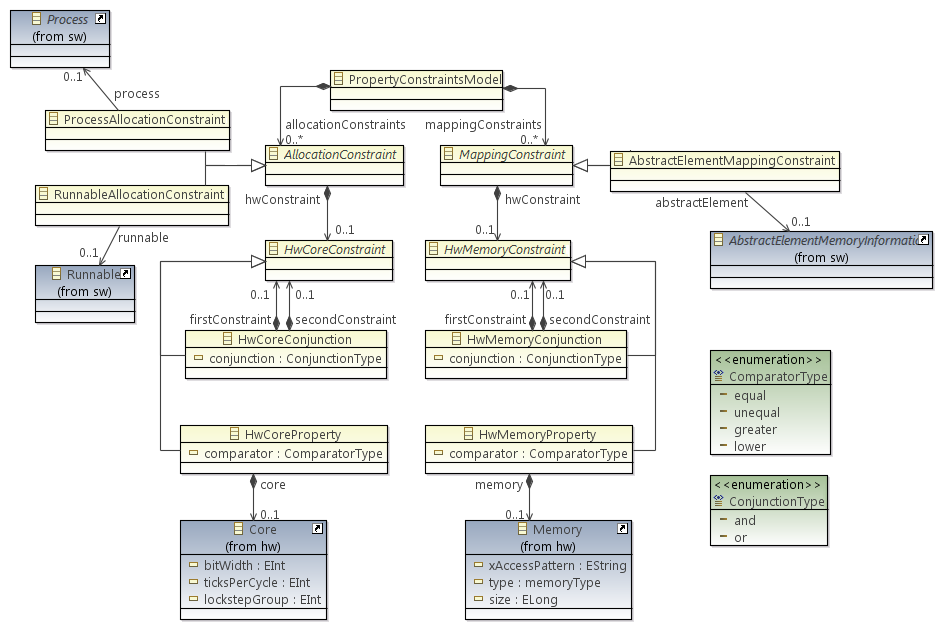 Process
(from sw)
0..1
process
PropertyConstraintsModel
ProcessAllocationConstraint
allocationConstraints
mappingConstraints
0..*
0..*
AllocationConstraint
MappingConstraint
AbstractElementMappingConstraint
RunnableAllocationConstraint
hwConstraint
hwConstraint
abstractElement
0..1
0..1
0..1
runnable
0..1
HwCoreConstraint
HwMemoryConstraint
AbstractElementMemoryInformatio
(from sw)
Runnable
(from sw)
0..1
0..1
0..1
0..1
firstConstraint
secondConstraint
firstConstraint
secondConstraint
HwCoreConjunction
conjunction : ConjunctionType
HwMemoryConjunction
conjunction : ConjunctionType
<<enumeration>>
ComparatorType
equal
unequal
greater
lower
HwCoreProperty
comparator : ComparatorType
HwMemoryProperty
comparator : ComparatorType
core
memory
0..1
0..1
<<enumeration>>
ConjunctionType
and
or
Core
(from hw)
bitWidth : EInt
ticksPerCycle : EInt
lockstepGroup : EInt
Memory
(from hw)
xAccessPattern : EString
type : memoryType
size : ELong